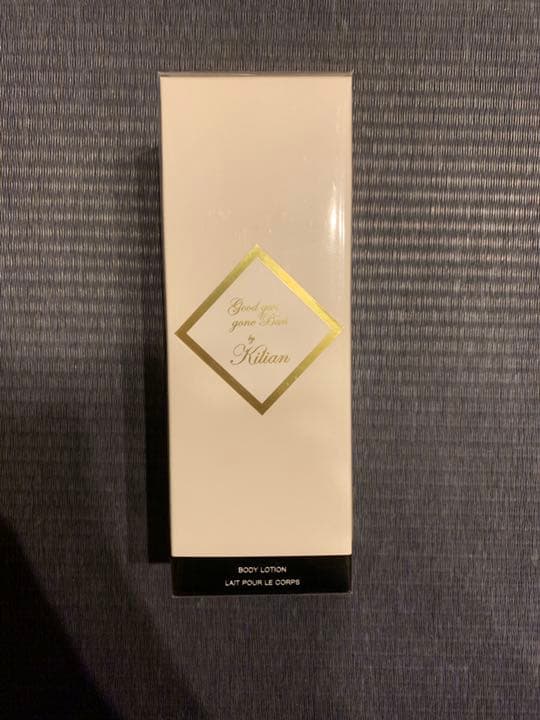 Good girl
gone Bad
by
Kilian
BODY LOTION
LAIT POUR LE CORPS